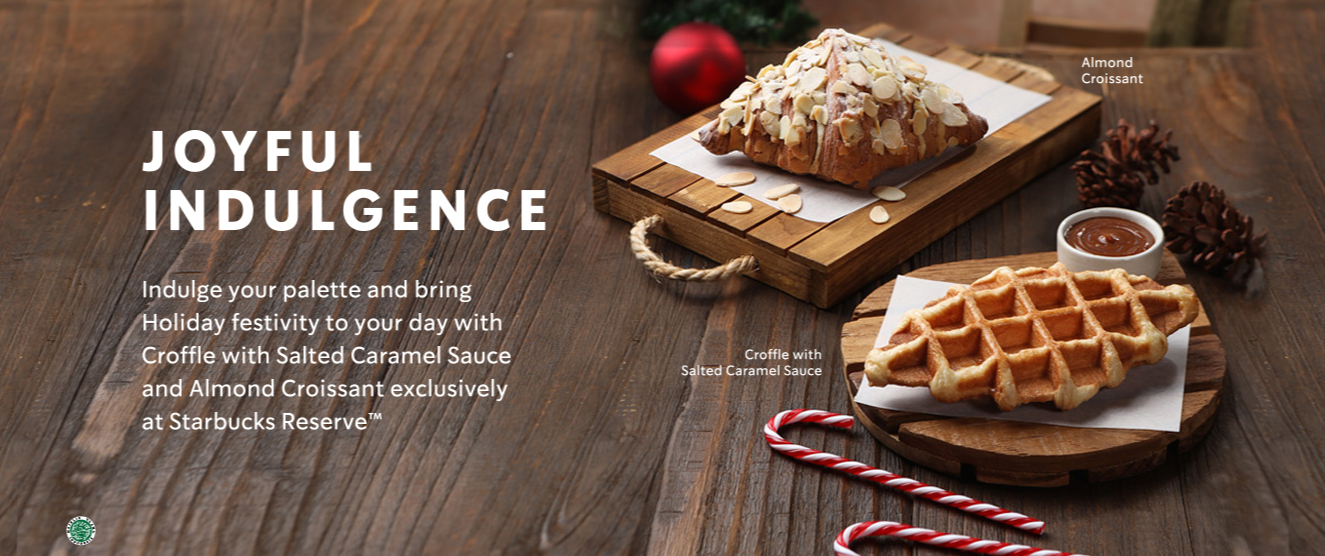 JOYFUL
INDULGENCE
Indulge your palette and bring
Holiday festivity to your day with
Croffle with Salted Caramel Sauce
and Almond Croissant exclusively
at Starbucks Reserve™
Almond
Croissant
Croffle with
Salted Caramel Sauce